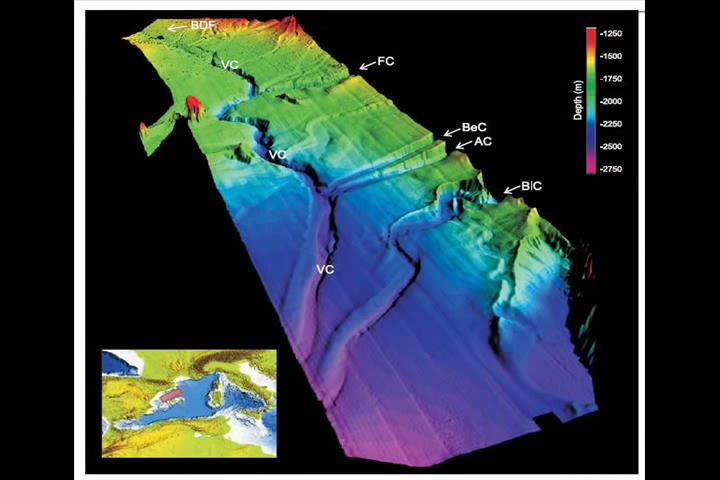 BDF
VC
FC
BeC
AC
VC
BlC
VC
Depth (m)
-1250
-1500
-1750
-2000
-2250
-2500
-2750